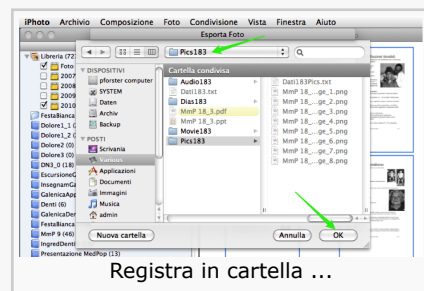 iPhoto Archivio Composizione Foto Condivisione Vista Finestra Aiuto
Esporta Foto
Libreria (72
Foto
2007
2008
2009
2010
FestaBianca
Dolore1_1 (
Dolore1_2 (
Dolore2 (0)
Dolore3 (0)
DN3_0 (18)
EscursioneG
InsegnamGa
GalenicaApp
Denti (6)
GalenicaDer
FestaBianca
MmP 9 (46)
IngredDenti
Presentazione MedPop (13)
Pics183
DISPOSITIVI
pforster computer
SYSTEM
Daten
Archiv
Backup
POSTI
Scrivania
Various
Applicazioni
Documenti
Immagini
Musica
admin
Cartella condivisa
Audio183
Dati183.txt
Dias183
MmP 18_3.pdf
MmP 18_3.ppt
Movie183
Pics183
Dati183Pics.txt
MmP 18_...ge_1.png
MmP 18_...ge_3.png
MmP 18_...ge_4.png
MmP 18_...ge_5.png
MmP 18_...ge_6.png
MmP 18_...ge_7.png
MmP 18_...ge_8.png
Nuova cartella
Annulla
OK
Registra in cartella ...